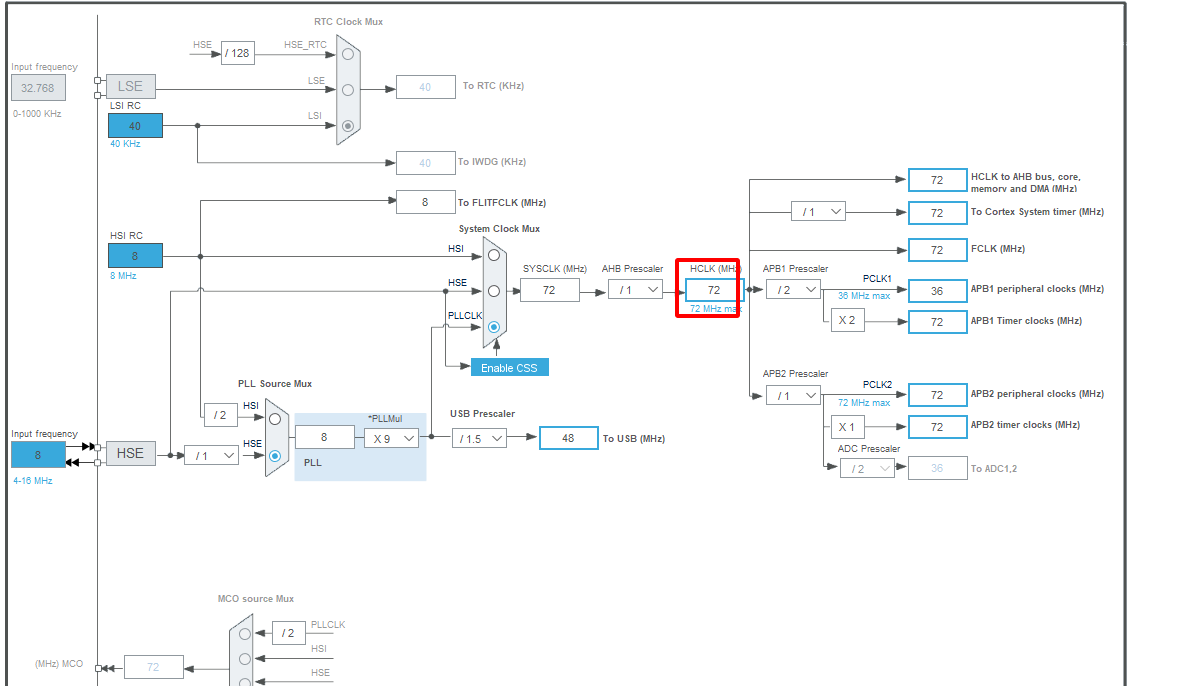 RTC Clock Mux
HSE
/ 128
HSE_RTC
Input frequency
32.768
0-1000 KHz
LSE
LSE
40
To RTC (KHz)
LSI RC
40
40 KHz
LSI
40
To IWDG (KHz)
8
To FLITFCLK (MHz)
HSI RC
8
8 MHz
System Clock Mux
HSI
HSE
PLLCLK
Enable CSS
SYSCLK (MHz)
72
AHB Prescaler
/ 1
HCLK (MHz)
72
72 MHz max
72
HCLK to AHB bus, core,
memory and DMA (MHz)
/ 1
72
To Cortex System timer (MHz)
72
FCLK (MHz)
APB1 Prescaler
/ 2
PCLK1
36 MHz max
36
APB1 peripheral clocks (MHz)
X 2
72
APB1 Timer clocks (MHz)
APB2 Prescaler
/ 1
PCLK2
72 MHz max
72
APB2 peripheral clocks (MHz)
X 1
72
APB2 timer clocks (MHz)
ADC Prescaler
/ 2
36
To ADC1,2
PLL Source Mux
/ 2
HSI
Input frequency
8
4-16 MHz
HSE
/ 1
HSE
8
*PLLMul
X 9
PLL
USB Prescaler
/ 1.5
48
To USB (MHz)
MCO source Mux
/ 2
PLLCLK
HSI
HSE
(MHz) MCO
72